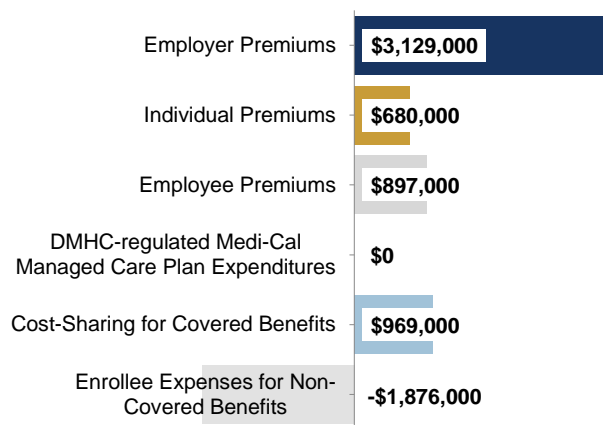 Employer Premiums
$3,129,000
Individual Premiums
$680,000
Employee Premiums
$897,000
DMHC-regulated Medi-Cal
Managed Care Plan Expenditures
$0
Cost-Sharing for Covered Benefits
$969,000
Enrollee Expenses for Non-
Covered Benefits
-$1,876,000